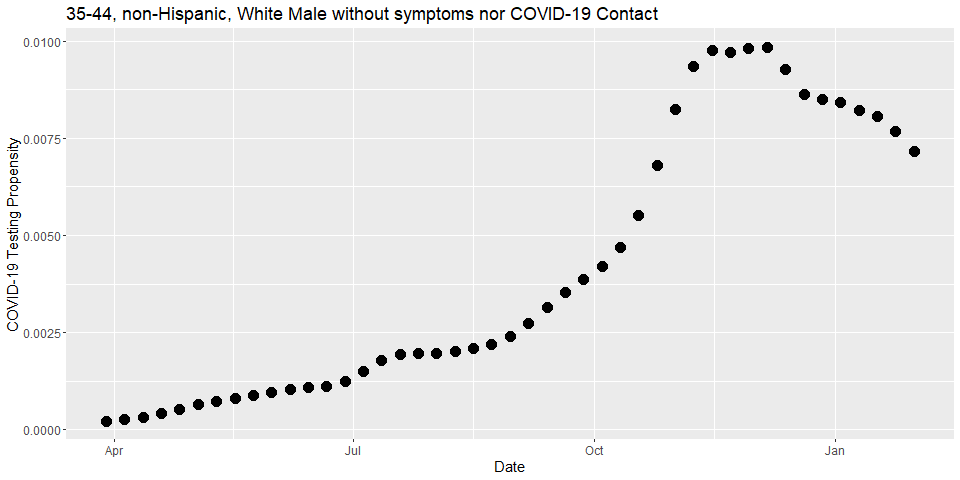 35-44, non-Hispanic, White Male without symptoms nor COVID-19 Contact
COVID-19 Testing Propensity
0.0100
0.0075
0.0050
0.0025
0.0000
Apr
Jul
Oct
Jan
Date